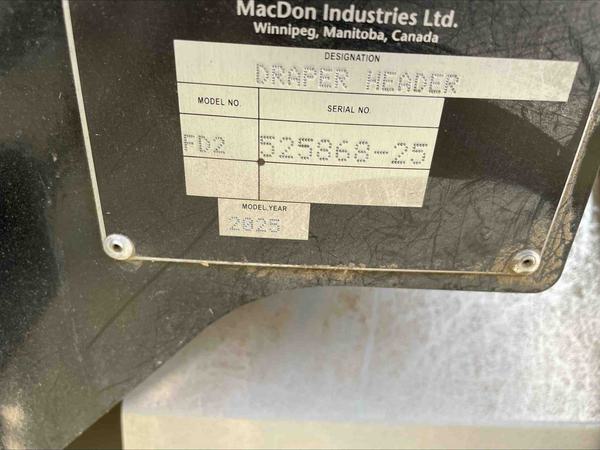 MacDon Industries Ltd.
Winnipeg, Manitoba, Canada
DESIGNATION
DRAPER HEADER
MODEL NO.
SERIAL NO.
FD2
525868-25
MODEL YEAR
2025